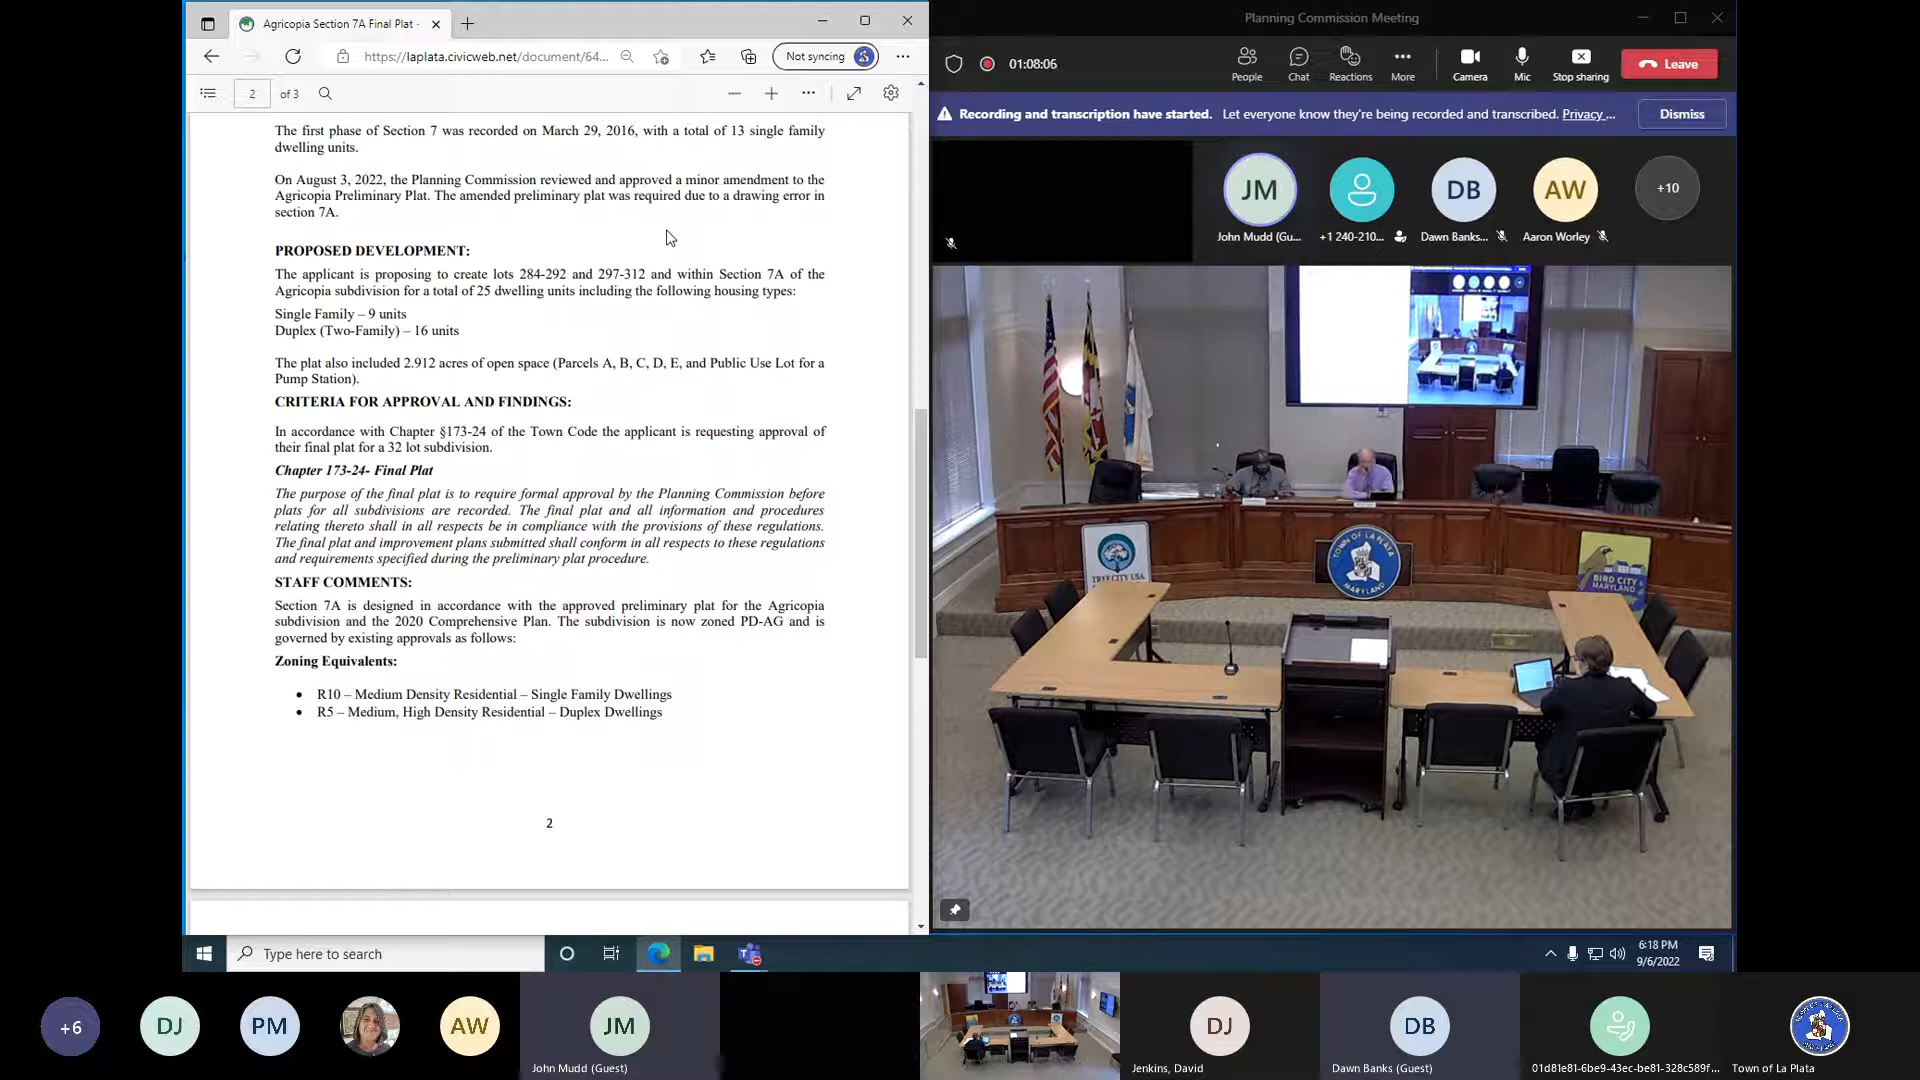 Agricopia Section 7A Final Plat -
https://laplata.civicweb.net/document/64...
Not syncing
2 of 3
The first phase of Section 7 was recorded on March 29, 2016, with a total of 13 single family
dwelling units.
On August 3, 2022, the Planning Commission reviewed and approved a minor amendment to the
Agricopia Preliminary Plat. The amended preliminary plat was required due to a drawing error in
section 7A.
PROPOSED DEVELOPMENT:
The applicant is proposing to create lots 284-292 and 297-312 and within Section 7A of the
Agricopia subdivision for a total of 25 dwelling units including the following housing types:
Single Family – 9 units
Duplex (Two-Family) – 16 units
The plat also included 2.912 acres of open space (Parcels A, B, C, D, E, and Public Use Lot for a
Pump Station).
CRITERIA FOR APPROVAL AND FINDINGS:
In accordance with Chapter §173-24 of the Town Code the applicant is requesting approval of
their final plat for a 32 lot subdivision.
Chapter 173-24- Final Plat
The purpose of the final plat is to require formal approval by the Planning Commission before
plats for all subdivisions are recorded. The final plat and all information and procedures
relating thereto shall in all respects be in compliance with the provisions of these regulations.
The final plat and improvement plans submitted shall conform in all respects to these regulations
and requirements specified during the preliminary plat procedure.
STAFF COMMENTS:
Section 7A is designed in accordance with the approved preliminary plat for the Agricopia
subdivision and the 2020 Comprehensive Plan. The subdivision is now zoned PD-AG and is
governed by existing approvals as follows:
Zoning Equivalents:
• R10 – Medium Density Residential – Single Family Dwellings
• R5 – Medium, High Density Residential – Duplex Dwellings
2
Type here to search
Planning Commission Meeting
01:08:06
People Chat Reactions More Camera Mic Stop sharing Leave
Recording and transcription have started. Let everyone know they're being recorded and transcribed. Privacy ... Dismiss
JM DB AW +10
John Mudd (Gu... +1 240-210... Dawn Banks... Aaron Worley
TREE CITY USA
TOWN OF LA PLATA
MARYLAND
BIRD CITY
MARYLAND
6:18 PM
9/6/2022
+6 DJ PM AW JM DJ DB
John Mudd (Guest) Jenkins, David Dawn Banks (Guest) 01d81e81-6be9-43ec-be81-328c589f... Town of La Plata